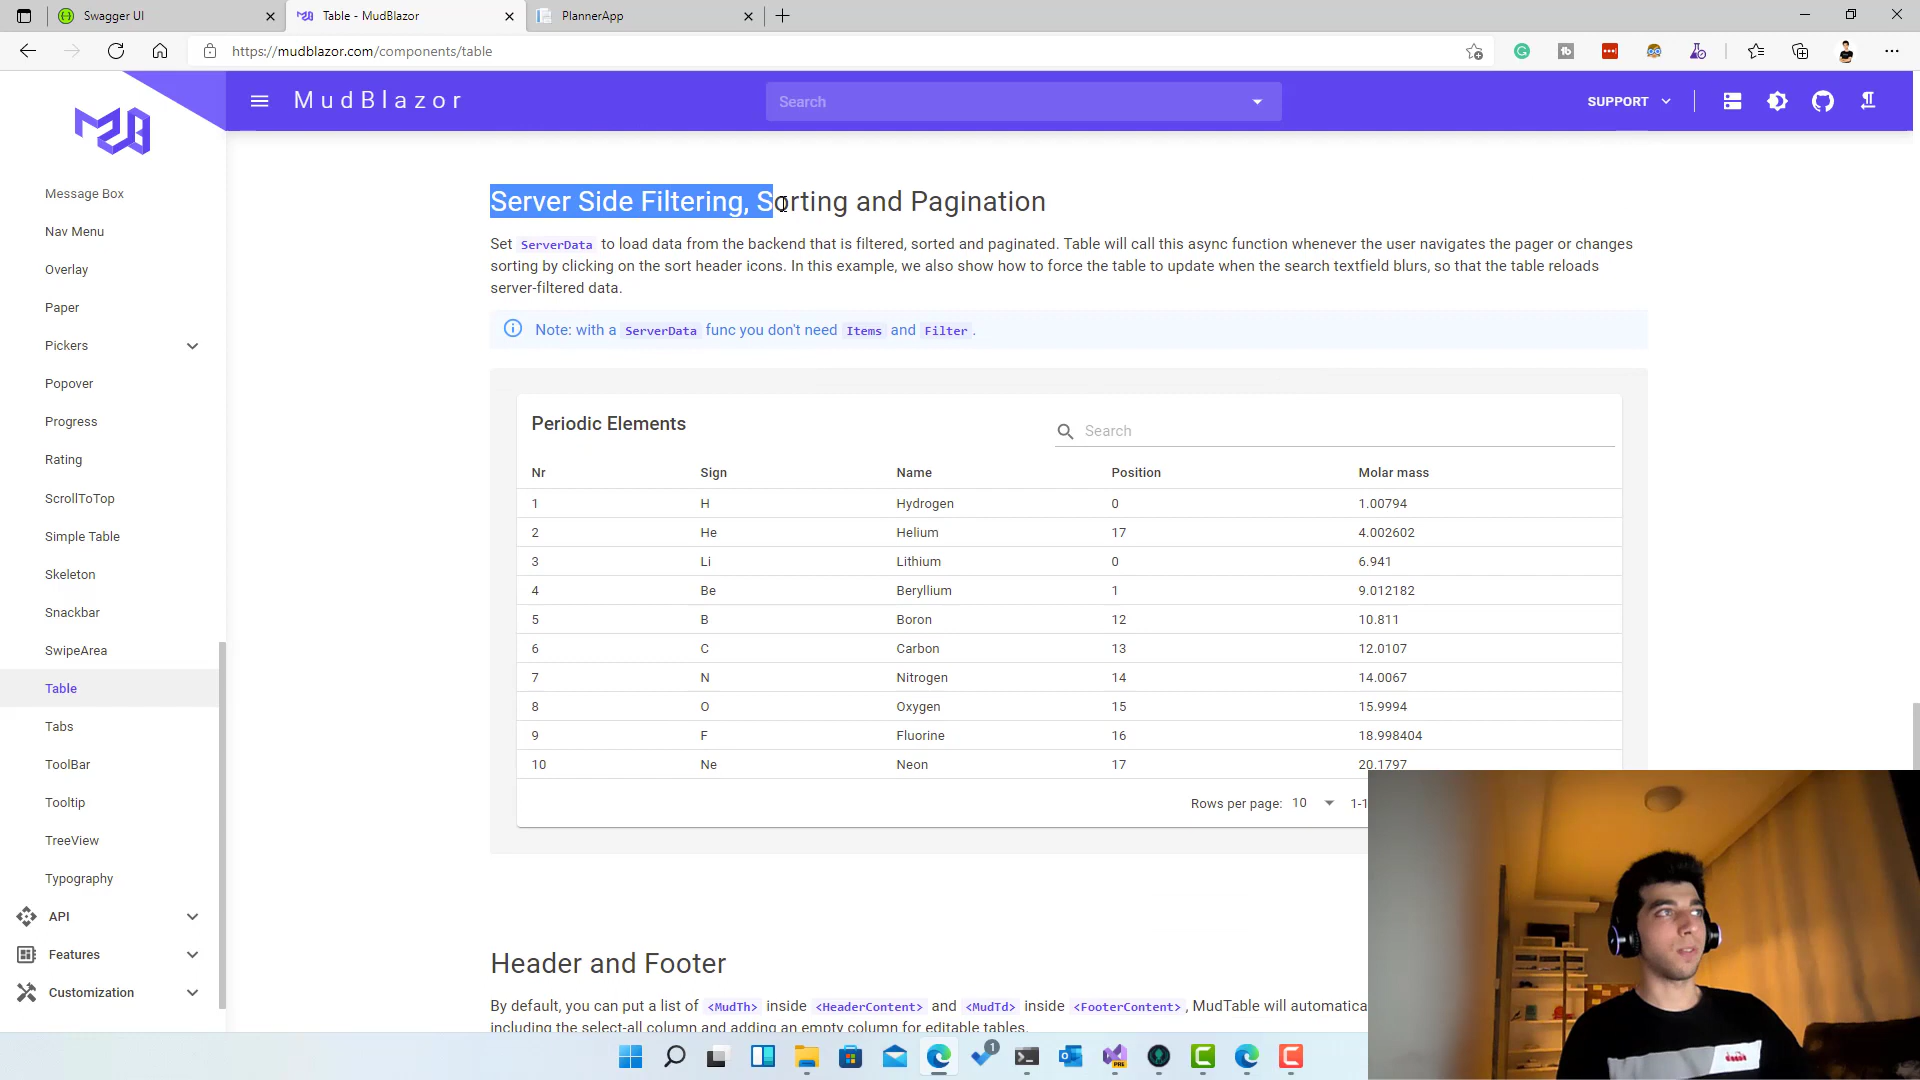 Swagger UI
Table - MudBlazor
PlannerApp
https://mudblazor.com/components/table
MudBlazor
Search
SUPPORT
Message Box
Nav Menu
Overlay
Paper
Pickers
Popover
Progress
Rating
ScrollToTop
Simple Table
Skeleton
Snackbar
SwipeArea
Table
Tabs
ToolBar
Tooltip
TreeView
Typography
API
Features
Customization
Server Side Filtering, Sorting and Pagination
Set ServerData to load data from the backend that is filtered, sorted and paginated. Table will call this async function whenever the user navigates the pager or changes
sorting by clicking on the sort header icons. In this example, we also show how to force the table to update when the search textfield blurs, so that the table reloads
server-filtered data.
Note: with a ServerData func you don't need Items and Filter.
Periodic Elements
Search
Nr Sign Name Position Molar mass
1 H Hydrogen 0 1.00794
2 He Helium 17 4.002602
3 Li Lithium 0 6.941
4 Be Beryllium 1 9.012182
5 B Boron 12 10.811
6 C Carbon 13 12.0107
7 N Nitrogen 14 14.0067
8 O Oxygen 15 15.9994
9 F Fluorine 16 18.998404
10 Ne Neon 17 20.1797
Rows per page: 10 1-1
Header and Footer
By default, you can put a list of <MudTh> inside <HeaderContent> and <MudTd> inside <FooterContent>, MudTable will automatica
including the select-all column and adding an empty column for editable tables.
1